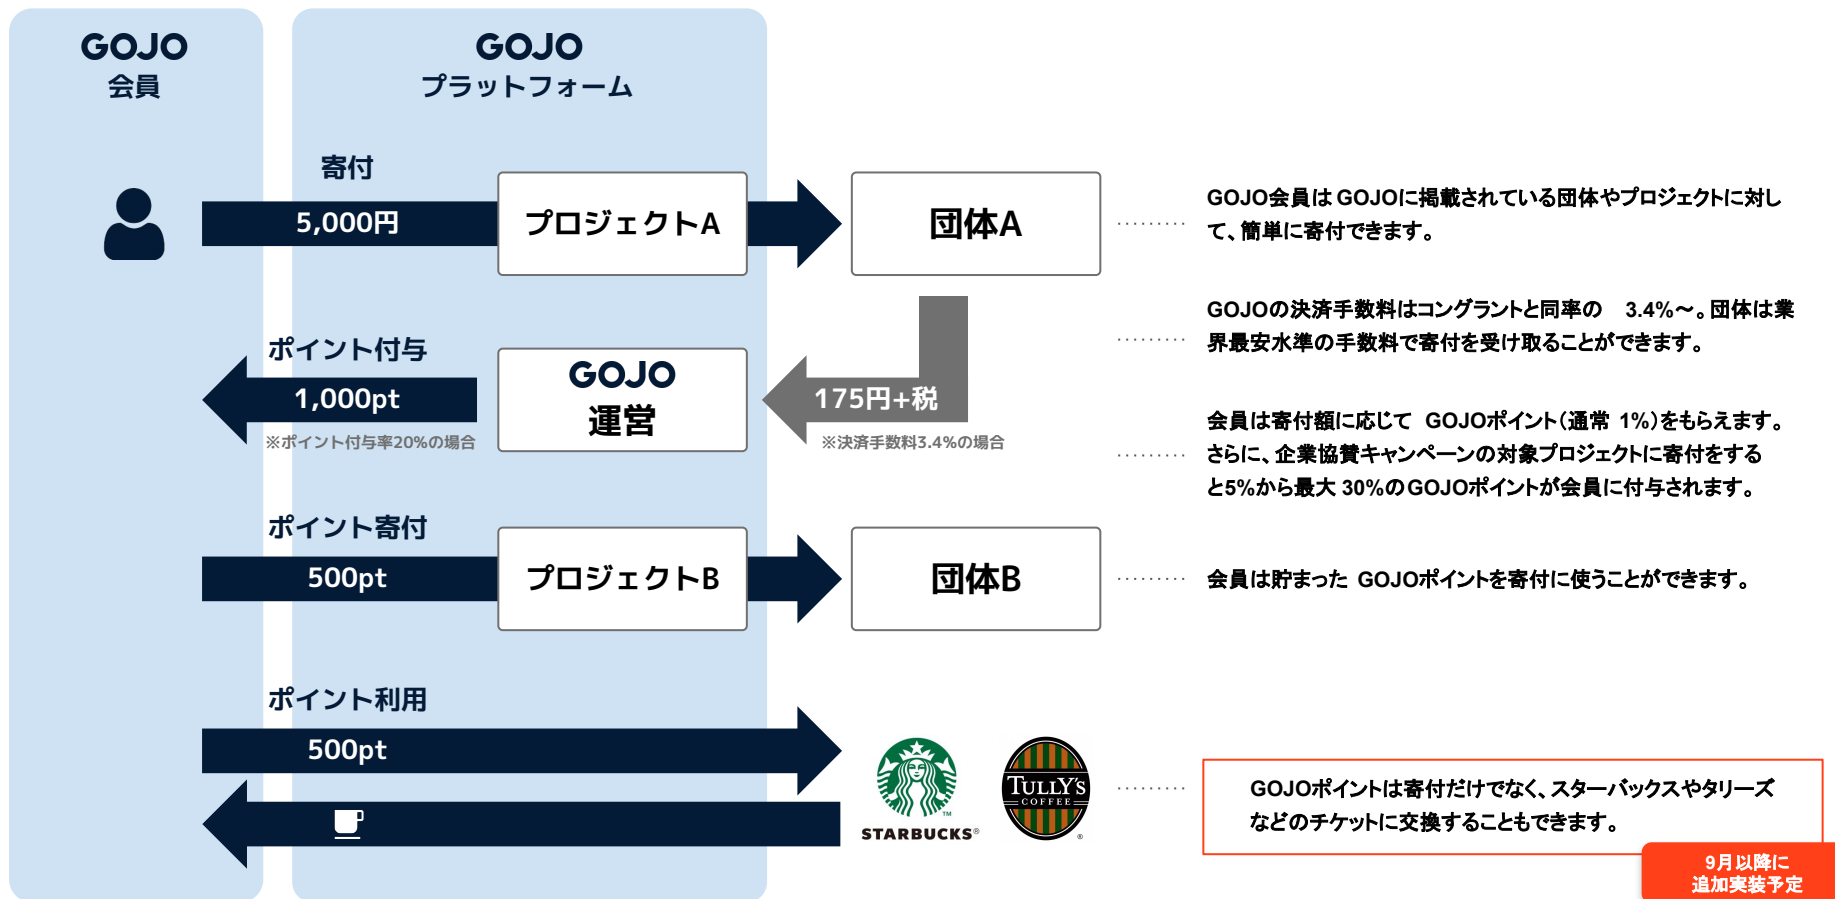 GOJO
会員
GOJO
プラットフォーム
寄付
5,000円
プロジェクトA
団体A
GOJO会員は GOJOに掲載されている団体やプロジェクトに対し
て、簡単に寄付できます。
ポイント付与
1,000pt
※ポイント付与率20%の場合
GOJO
運営
175円+税
※決済手数料3.4%の場合
GOJOの決済手数料はコングラントと同率の 3.4%〜。団体は業
界最安水準の手数料で寄付を受け取ることができます。
会員は寄付額に応じて GOJOポイント（通常 1%）をもらえます。
さらに、企業協賛キャンペーンの対象プロジェクトに寄付をする
と5%から最大 30%のGOJOポイントが会員に付与されます。
ポイント寄付
500pt
プロジェクトB
団体B
会員は貯まった GOJOポイントを寄付に使うことができます。
ポイント利用
500pt
STARBUCKS®
TM
TULLY'S
COFFEE
®
GOJOポイントは寄付だけでなく、スターバックスやタリーズ
などのチケットに交換することもできます。
9月以降に
追加実装予定